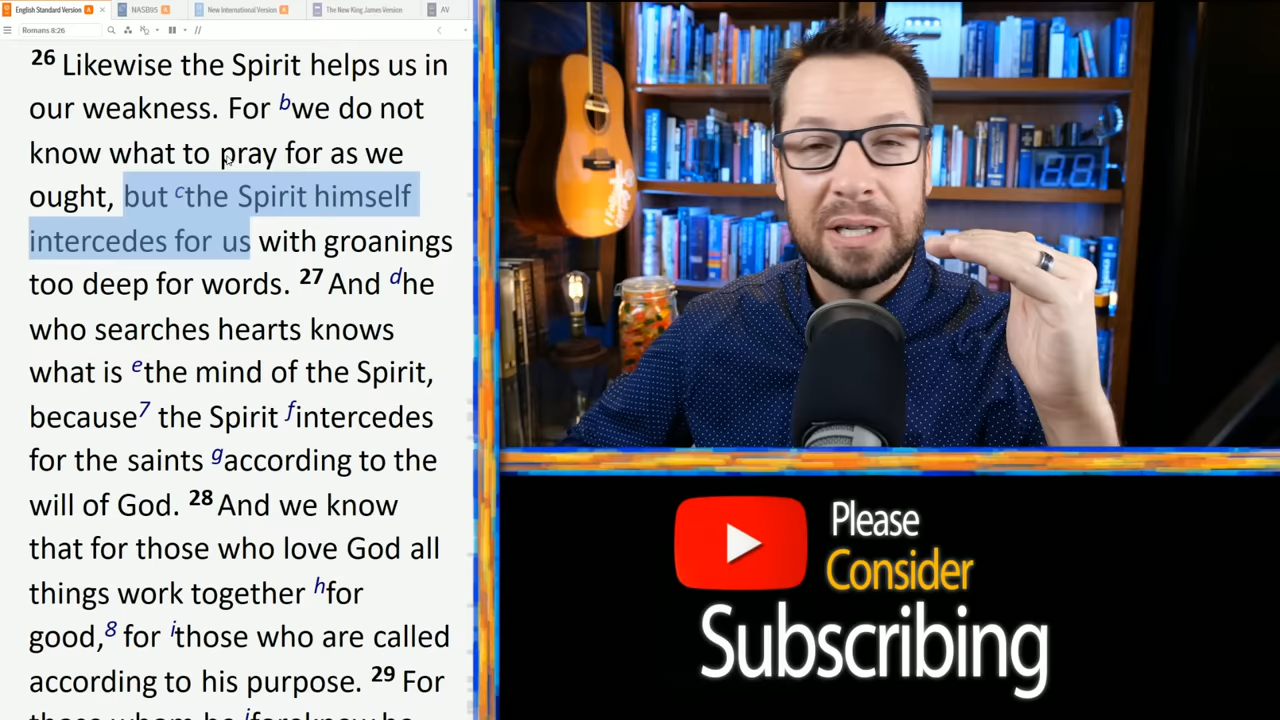 English Standard Version A × NASB95 A New International Version A The New King James Version AV
Romans 8:26
26 Likewise the Spirit helps us in
our weakness. For b we do not
know what to pray for as we
ought, but c the Spirit himself
intercedes for us with groanings
too deep for words. 27 And d he
who searches hearts knows
what is e the mind of the Spirit,
because7 the Spirit f intercedes
for the saints g according to the
will of God. 28 And we know
that for those who love God all
things work together h for
good,8 for i those who are called
according to his purpose. 29 For
Please
Consider
Subscribing